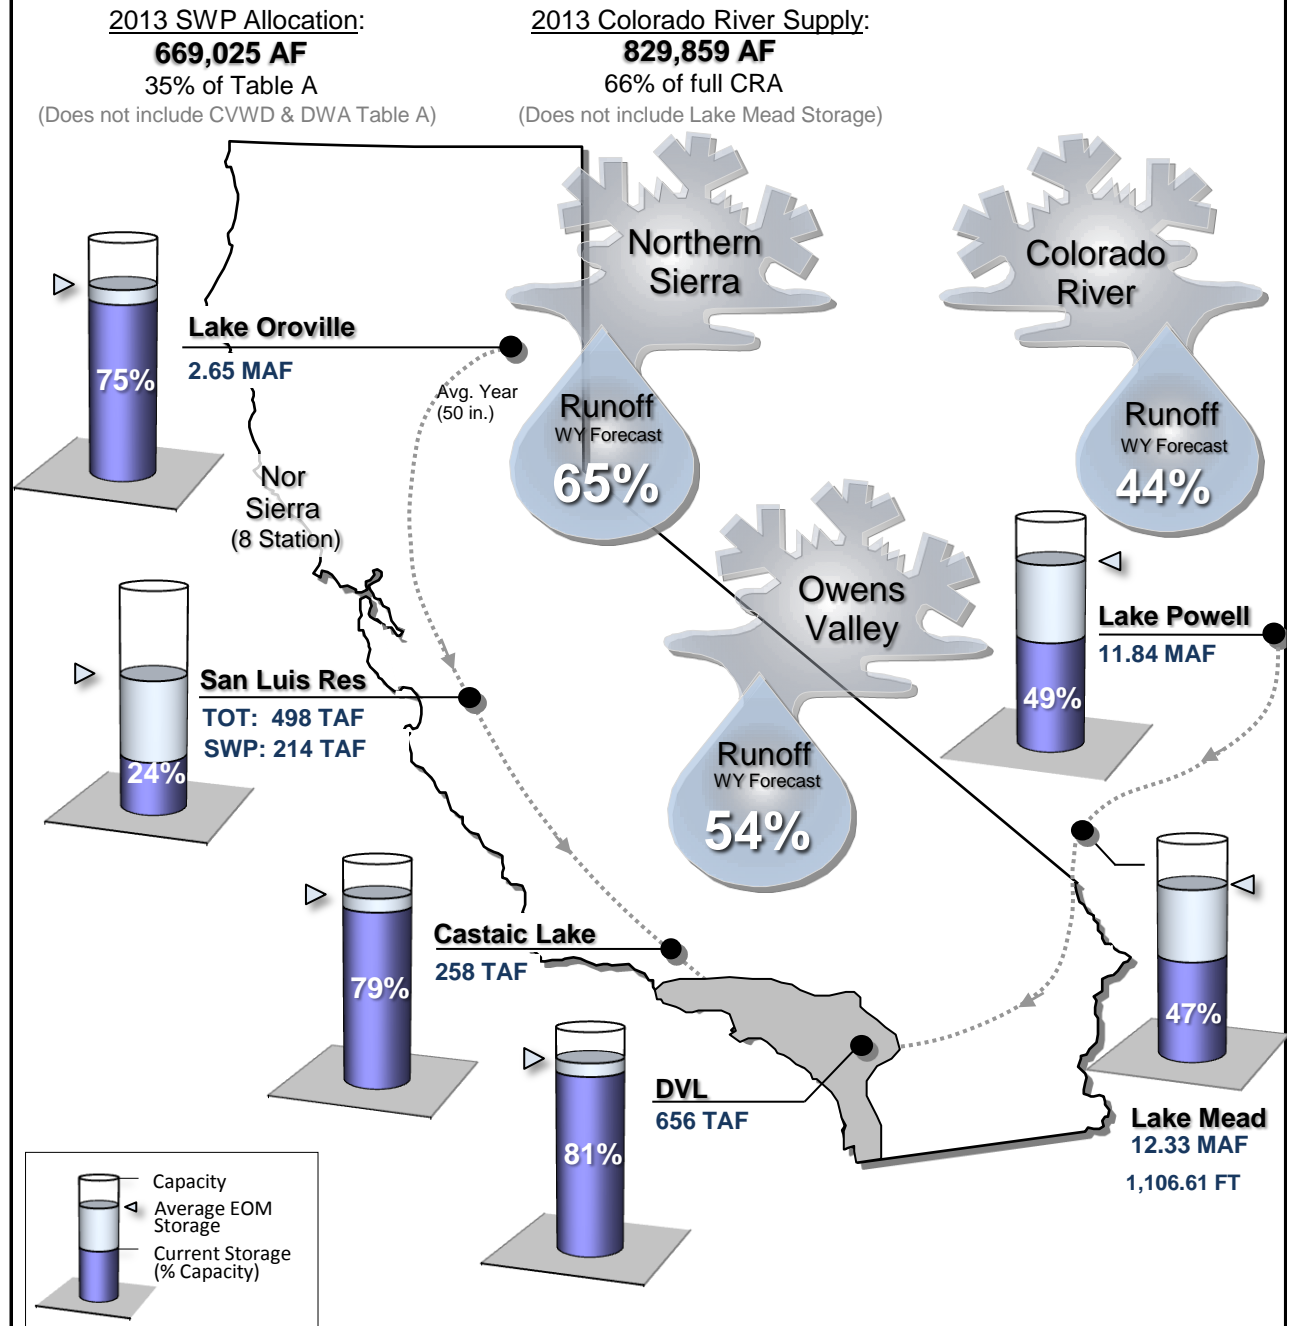 2013 SWP Allocation:
669,025 AF
35% of Table A
(Does not include CVWD & DWA Table A)
2013 Colorado River Supply:
829,859 AF
66% of full CRA
(Does not include Lake Mead Storage)
Northern
Sierra
Colorado
River
Lake Oroville
2.65 MAF
75%
Avg. Year
(50 in.)
Runoff
WY Forecast
65%
Runoff
WY Forecast
44%
Nor
Sierra
(8 Station)
Owens
Valley
Lake Powell
11.84 MAF
49%
San Luis Res
TOT: 498 TAF
SWP: 214 TAF
24%
Runoff
WY Forecast
54%
Castaic Lake
258 TAF
79%
47%
DVL
656 TAF
81%
Lake Mead
12.33 MAF
1,106.61 FT
Capacity
Average EOM
Storage
Current Storage
(% Capacity)